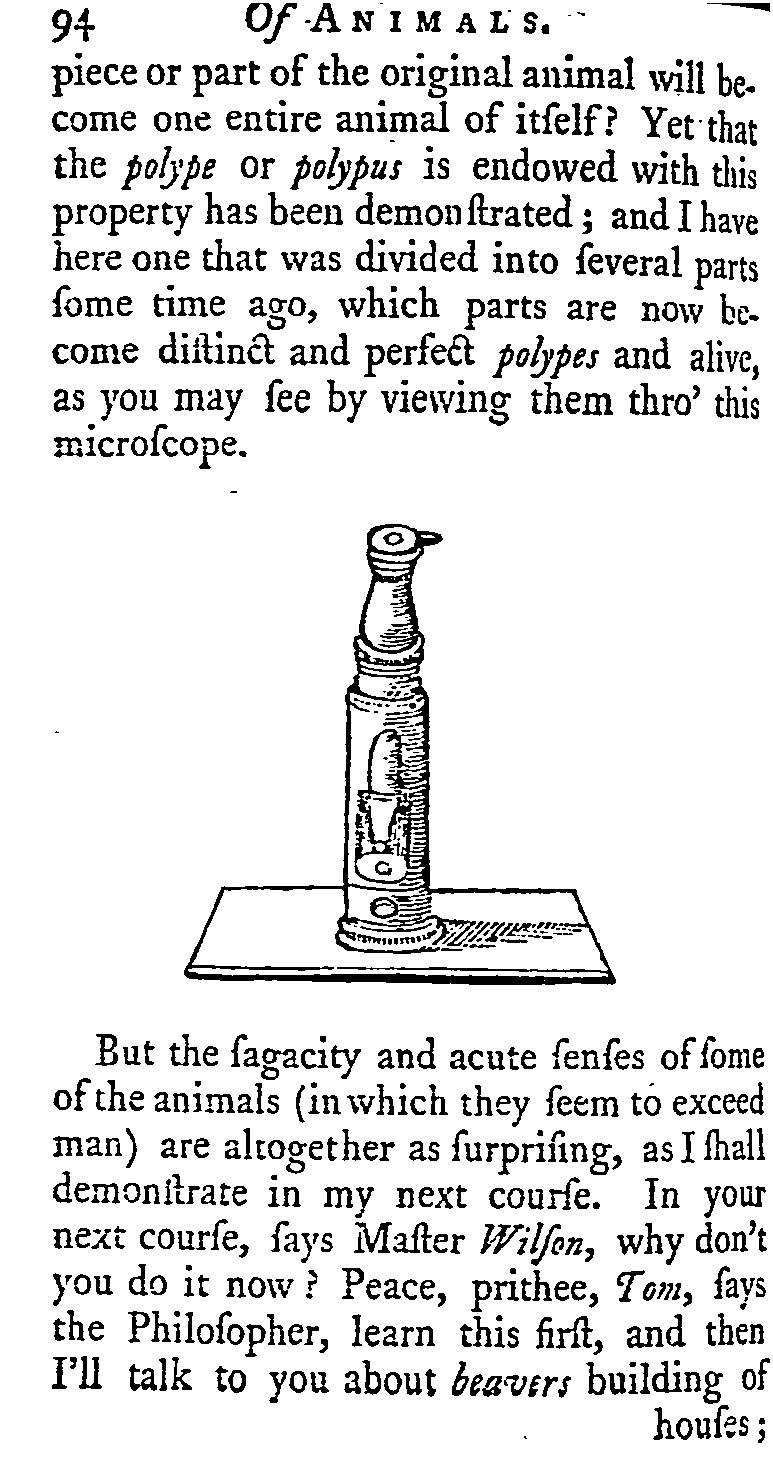 94 Of ANIMALS.
piece or part of the original animal will be-
come one entire animal of itſelf? Yet that
the polype or polypus is endowed with this
property has been demonſtrated; and I have
here one that was divided into ſeveral parts
ſome time ago, which parts are now be-
come diſtinct and perfect polypes and alive,
as you may ſee by viewing them thro' this
microſcope.
But the ſagacity and acute ſenſes of ſome
of the animals (in which they ſeem to exceed
man) are altogether as ſurpriſing, as I ſhall
demonſtrate in my next courſe. In your
next courſe, ſays Maſter Wilſon, why don't
you do it now? Peace, prithee, Tom, ſays
the Philoſopher, learn this firſt, and then
I'll talk to you about beavers building of
houſes;